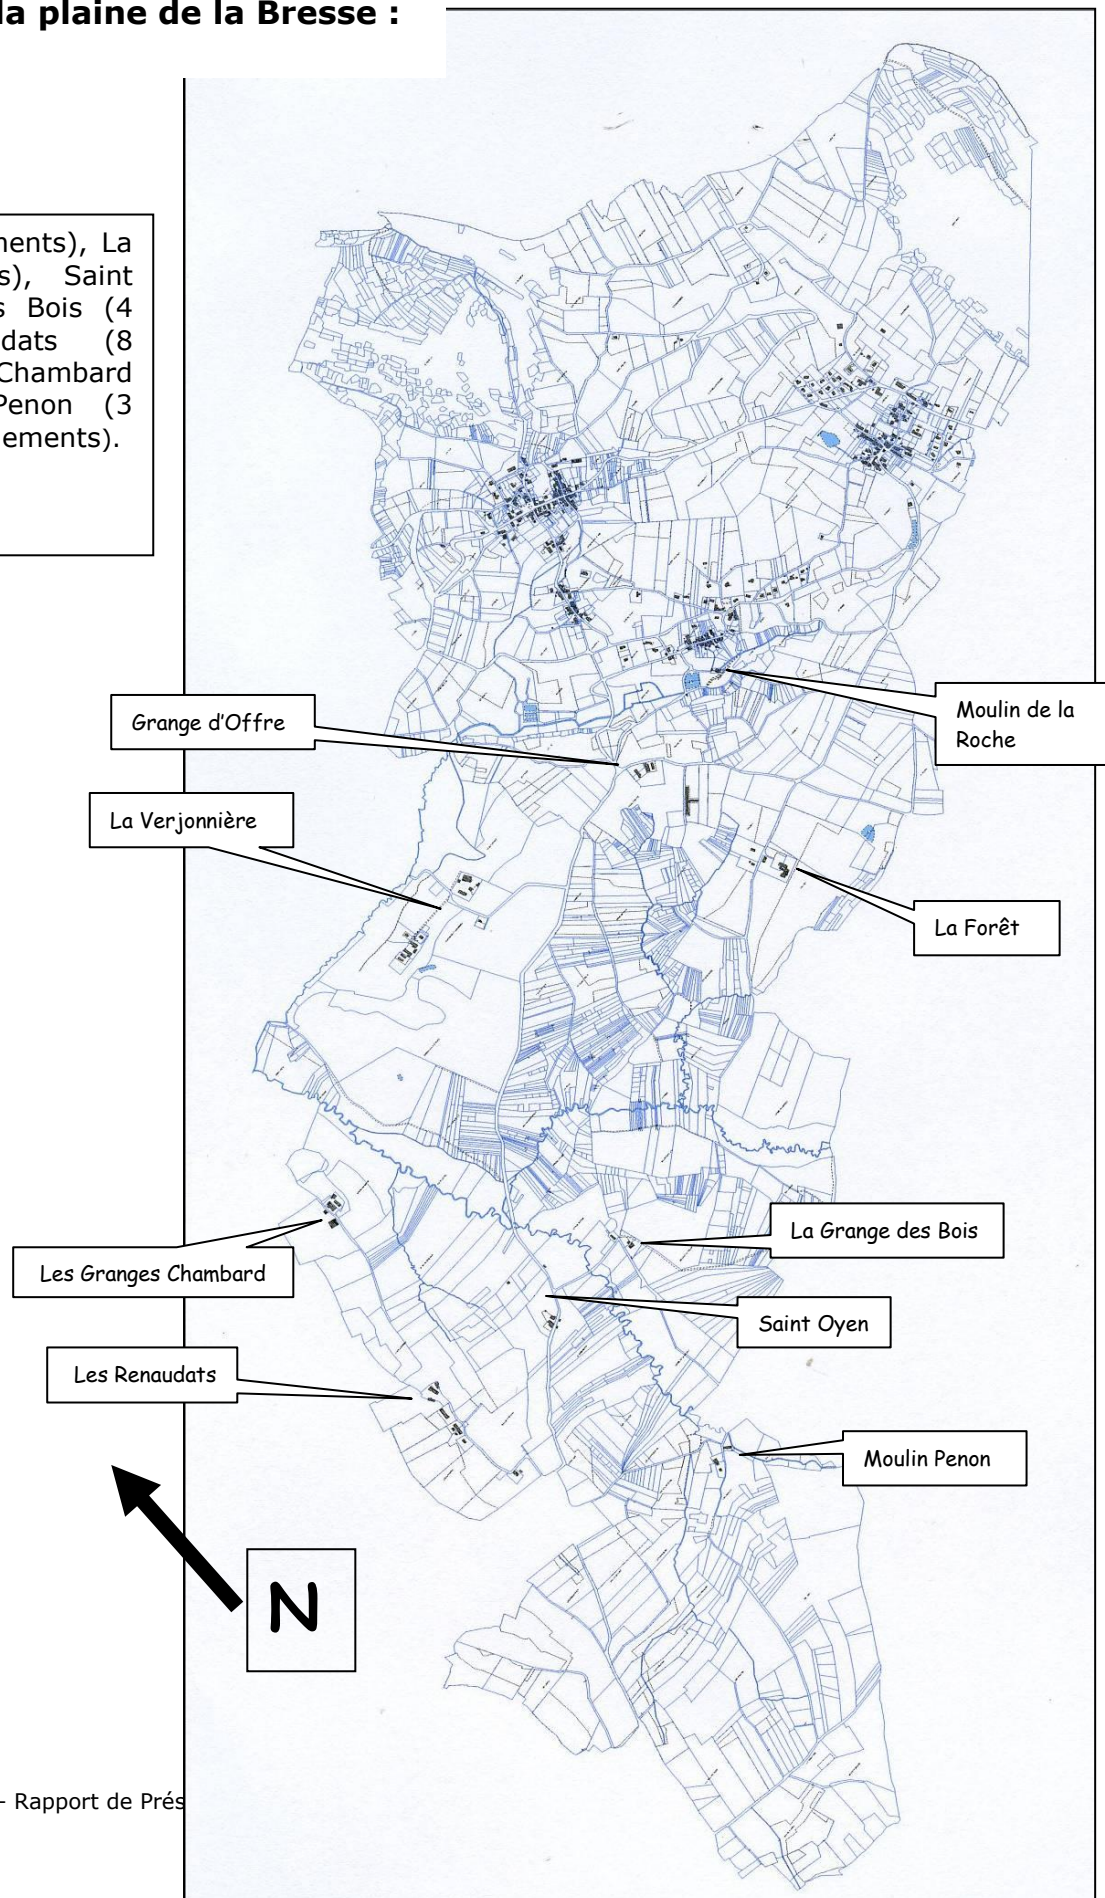 la plaine de la Bresse :
ments), La
s), Saint
s Bois (4
dats (8
Chambard
Penon (3
ements).
Grange d'Offre
Moulin de la
Roche
La Verjonnière
La Forêt
La Grange des Bois
Les Granges Chambard
Saint Oyen
Les Renaudats
Moulin Penon
N
- Rapport de Prés